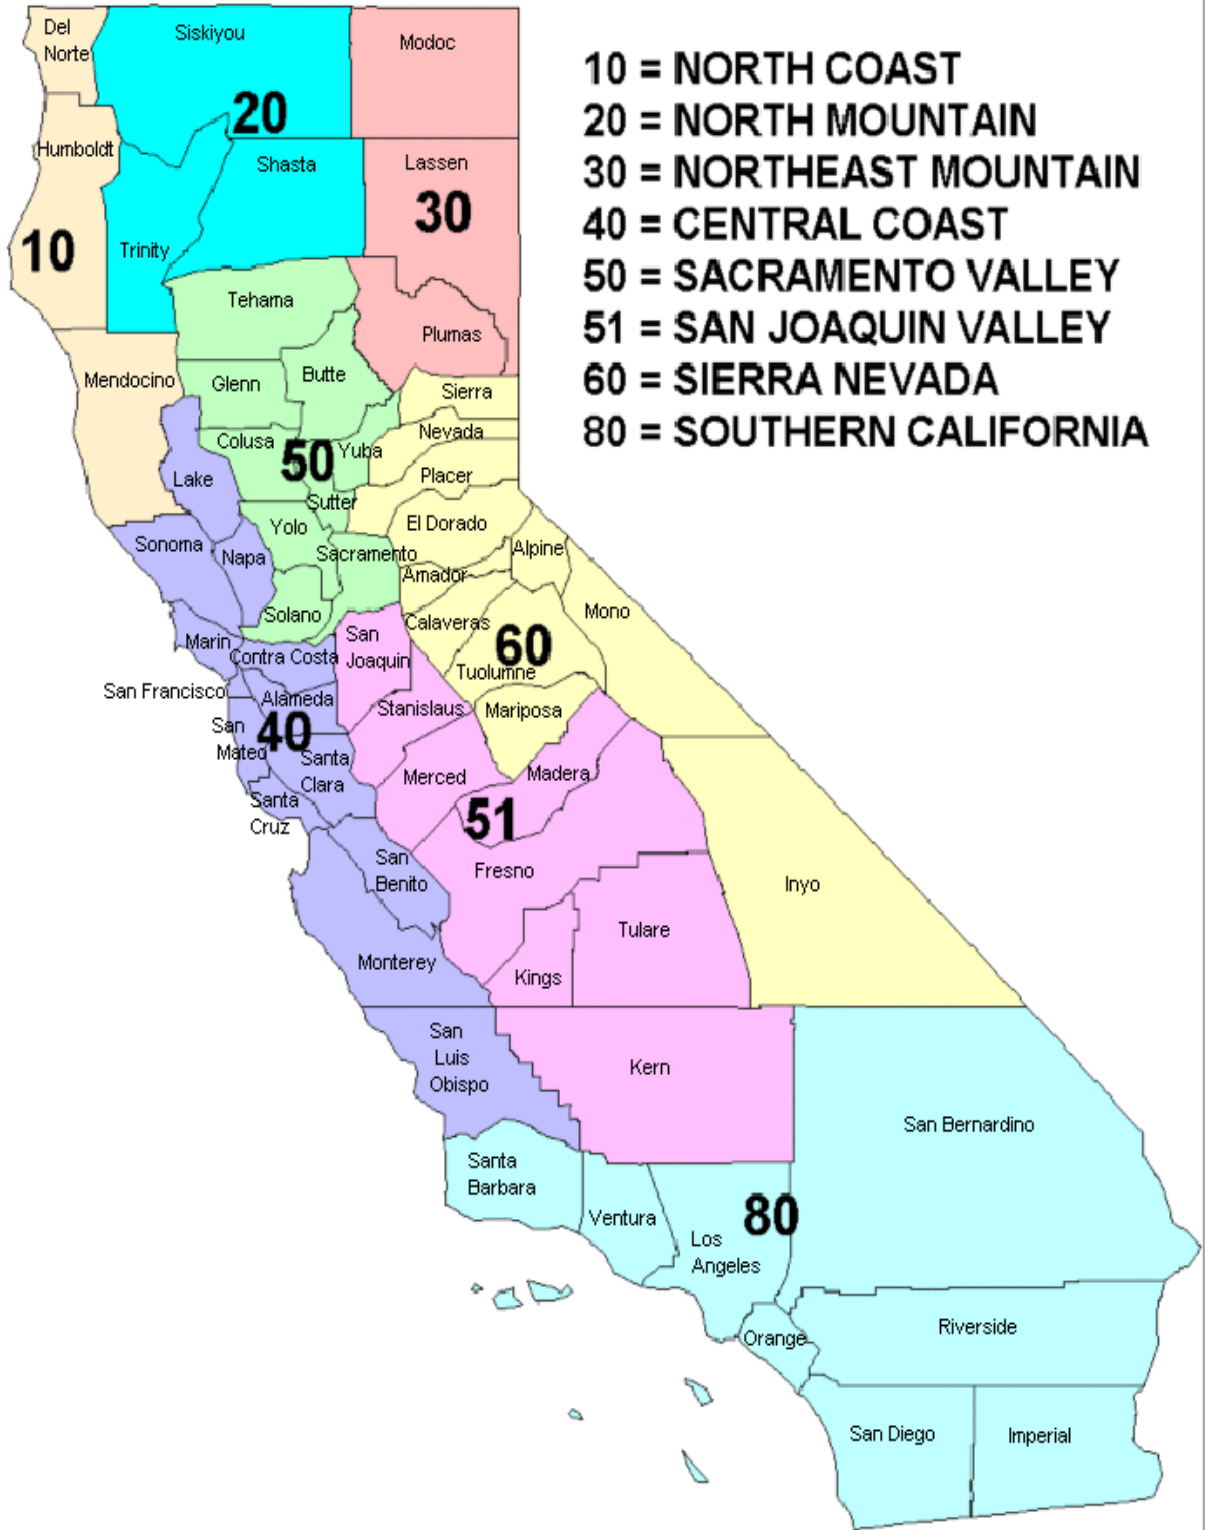 Del
Norte
Siskiyou
Modoc
10 = NORTH COAST
20 = NORTH MOUNTAIN
30 = NORTHEAST MOUNTAIN
40 = CENTRAL COAST
50 = SACRAMENTO VALLEY
51 = SAN JOAQUIN VALLEY
60 = SIERRA NEVADA
80 = SOUTHERN CALIFORNIA
20
Humboldt
Shasta
Lassen
30
10
Trinity
Tehama
Plumas
Mendocino
Glenn
Butte
Sierra
Colusa
50
Yuba
Nevada
Lake
Placer
Sutter
Yolo
El Dorado
Sonoma
Napa
Sacramento
Alpine
Amador
Solano
Calaveras
Mono
Marin
Contra Costa
San
Joaquin
60
Tuolumne
San Francisco
Alameda
Stanislaus
Mariposa
San
Mateo
40
Santa
Clara
Merced
Madera
Santa
Cruz
51
San
Benito
Fresno
Inyo
Tulare
Monterey
Kings
San
Luis
Obispo
Kern
San Bernardino
Santa
Barbara
Ventura
80
Los
Angeles
Orange
Riverside
San Diego
Imperial